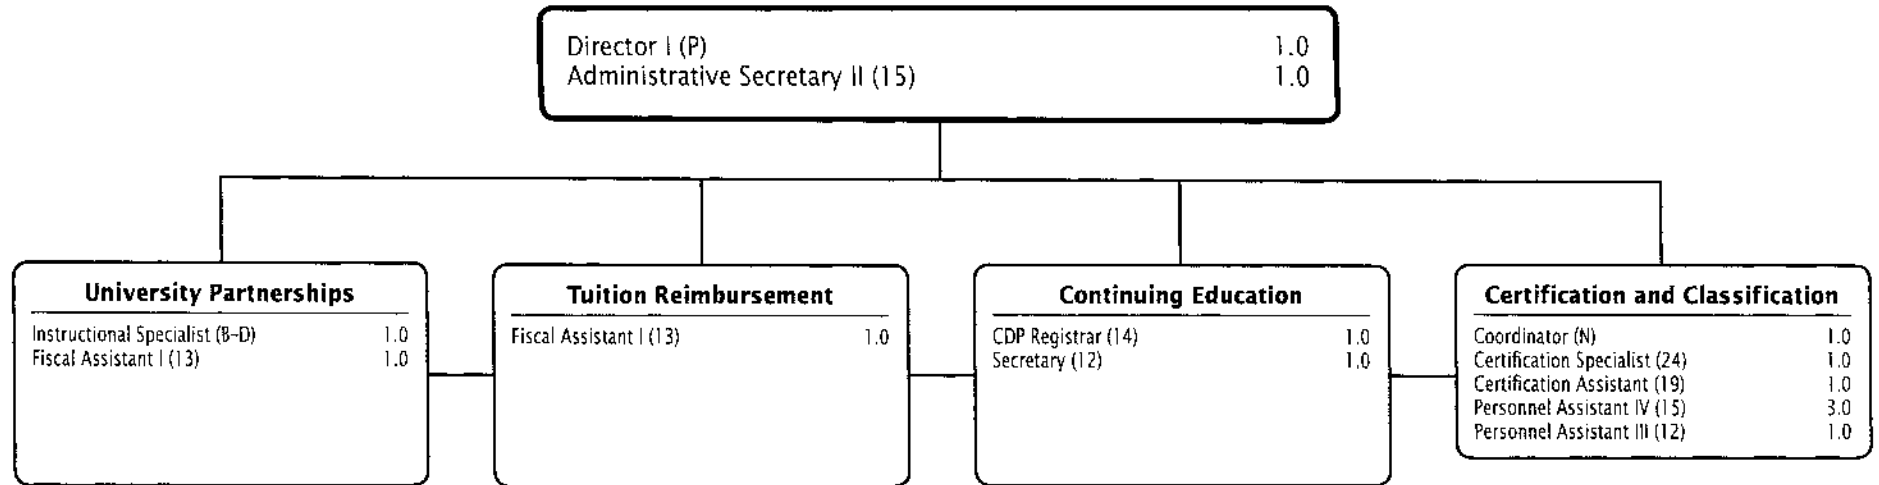 Director I (P) 1.0
Administrative Secretary II (15) 1.0
University Partnerships
Instructional Specialist (B-D) 1.0
Fiscal Assistant I (13) 1.0
Tuition Reimbursement
Fiscal Assistant I (13) 1.0
Continuing Education
CDP Registrar (14) 1.0
Secretary (12) 1.0
Certification and Classification
Coordinator (N) 1.0
Certification Specialist (24) 1.0
Certification Assistant (19) 1.0
Personnel Assistant IV (15) 3.0
Personnel Assistant III (12) 1.0